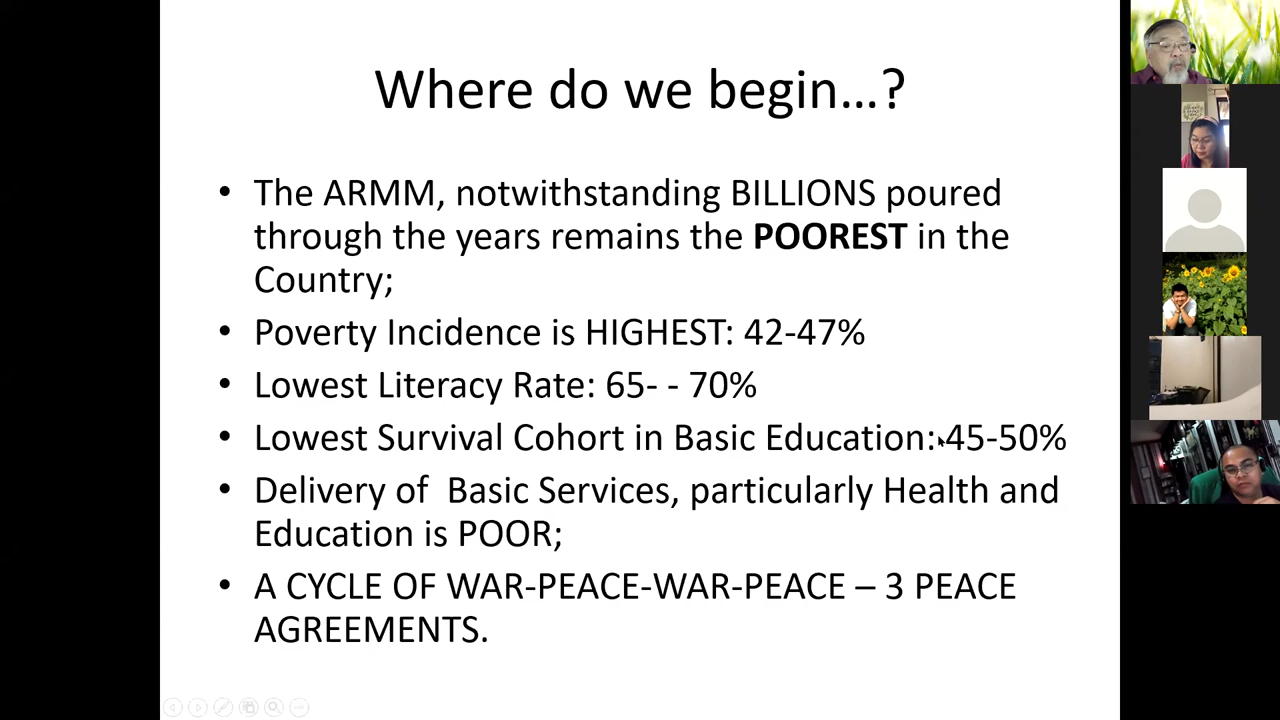 Where do we begin...?
• The ARMM, notwithstanding BILLIONS poured
through the years remains the POOREST in the
Country;
• Poverty Incidence is HIGHEST: 42-47%
• Lowest Literacy Rate: 65- - 70%
• Lowest Survival Cohort in Basic Education: 45-50%
• Delivery of  Basic Services, particularly Health and
Education is POOR;
• A CYCLE OF WAR-PEACE-WAR-PEACE – 3 PEACE
AGREEMENTS.